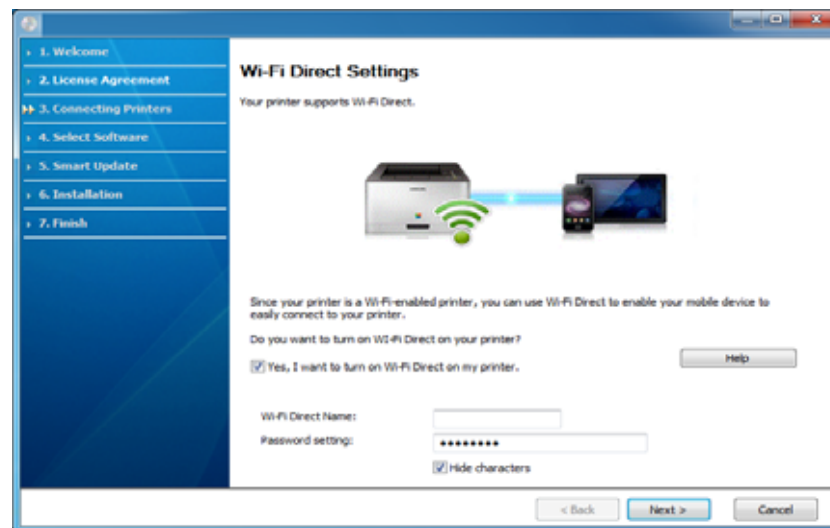 1. Welcome
2. License Agreement
3. Connecting Printers
4. Select Software
5. Smart Update
6. Installation
7. Finish
Wi-Fi Direct Settings
Your printer supports Wi-Fi Direct.
Since your printer is a Wi-Fi-enabled printer, you can use Wi-Fi Direct to enable your mobile device to
easily connect to your printer.
Do you want to turn on WI-Fi Direct on your printer?
Yes, I want to turn on Wi-Fi Direct on my printer.
Help
Wi-Fi Direct Name:
Password setting:
Hide characters
< Back
Next >
Cancel